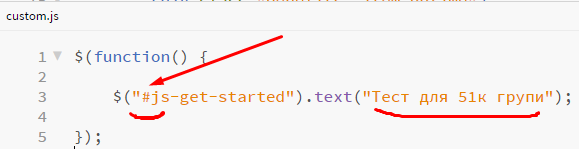 custom.js
1 $(function() {
2
3 $("#js-get-started").text("Тест для 51к групи");
4
5 });